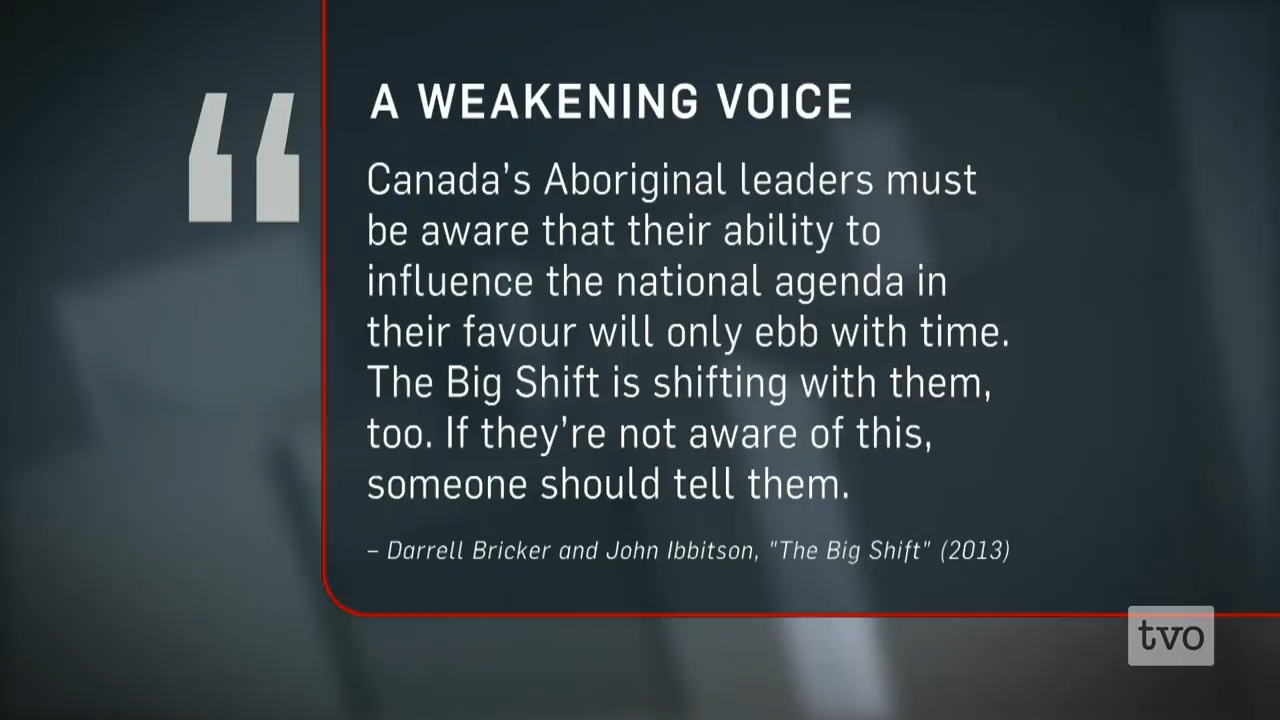 “
A WEAKENING VOICE
Canada’s Aboriginal leaders must
be aware that their ability to
influence the national agenda in
their favour will only ebb with time.
The Big Shift is shifting with them,
too. If they’re not aware of this,
someone should tell them.
– Darrell Bricker and John Ibbitson, "The Big Shift" (2013)
tvo